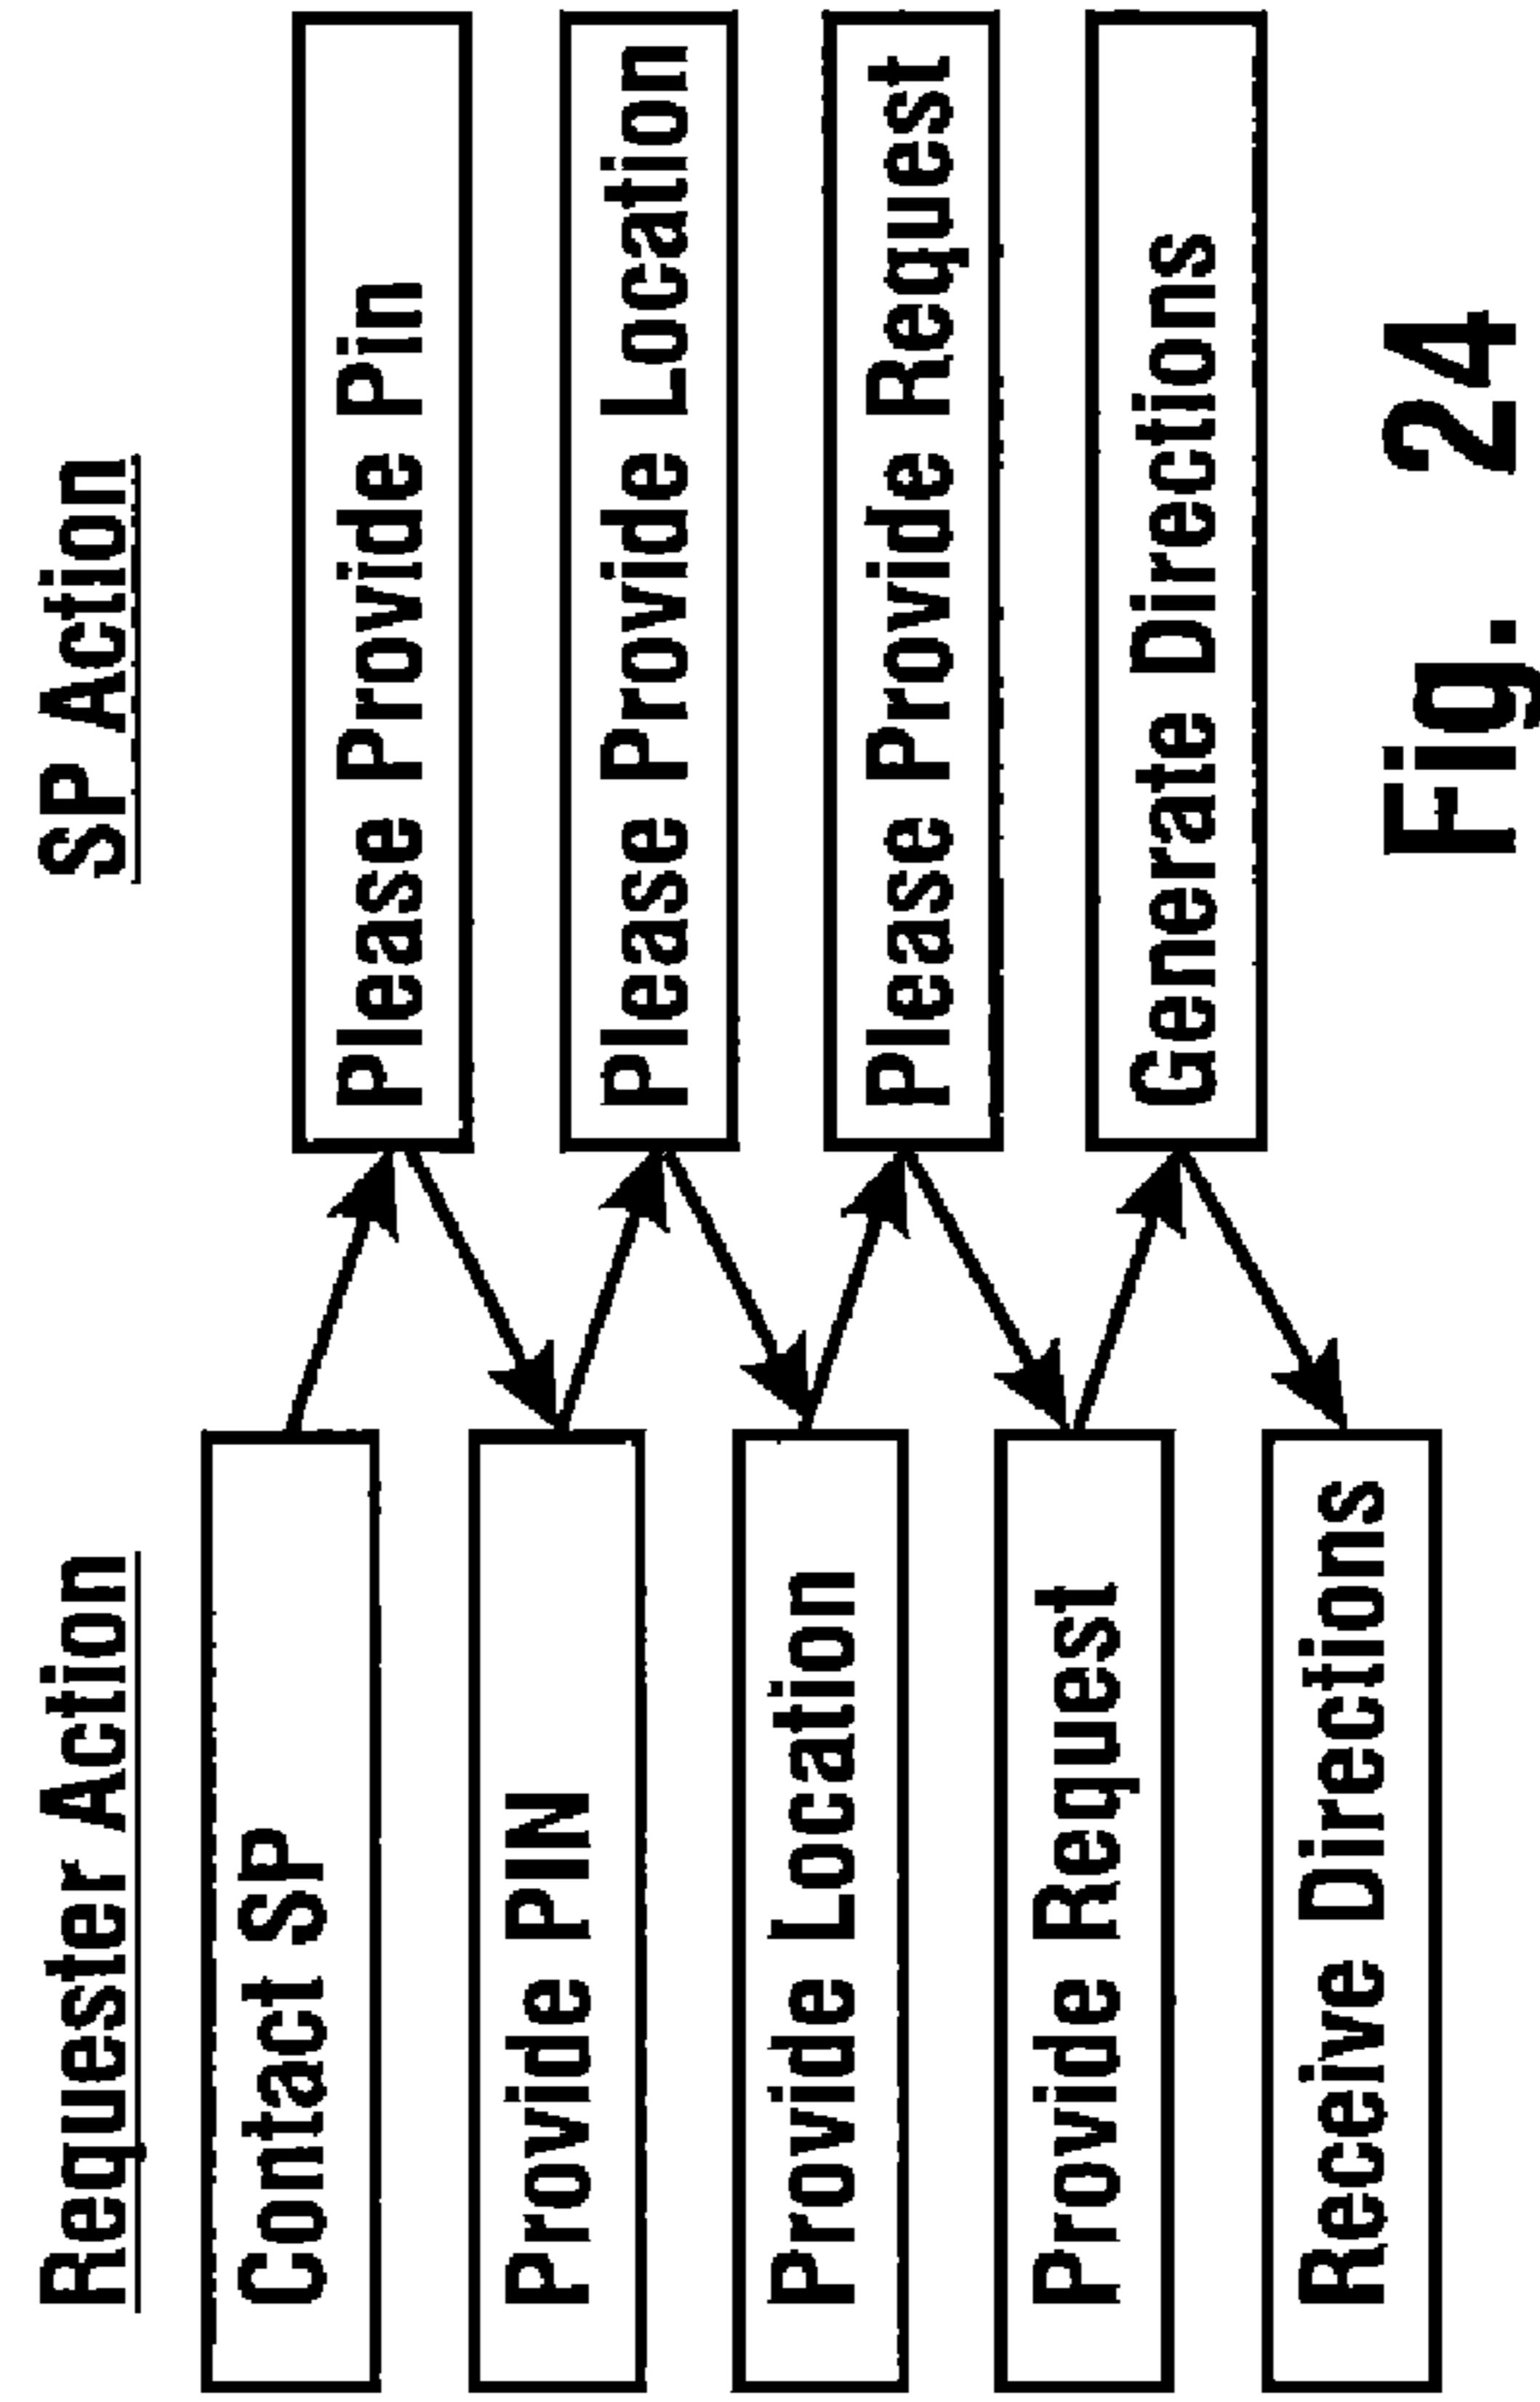 Requester Action
SP Action
Contact SP
Please Provide Pin
Provide PIN
Please Provide Location
Provide Location
Please Provide Request
Provide Request
Generate Directions
Receive Directions
Fig. 24